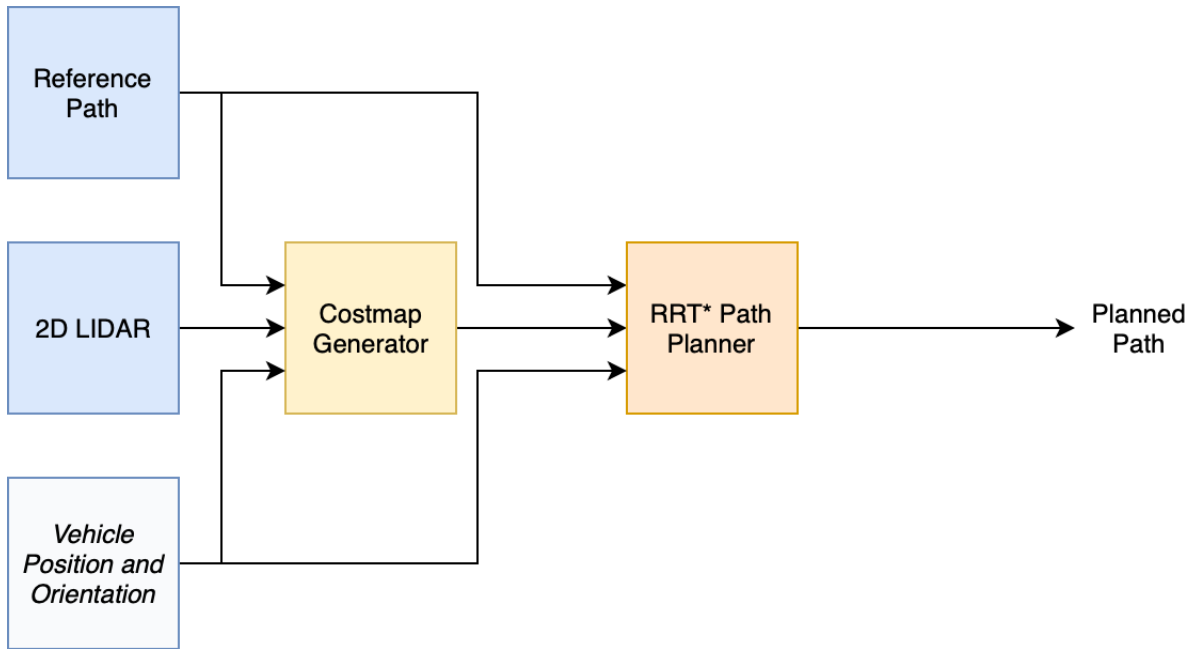 Reference
Path
2D LIDAR
Costmap
Generator
RRT* Path
Planner
Planned
Path
Vehicle
Position and
Orientation